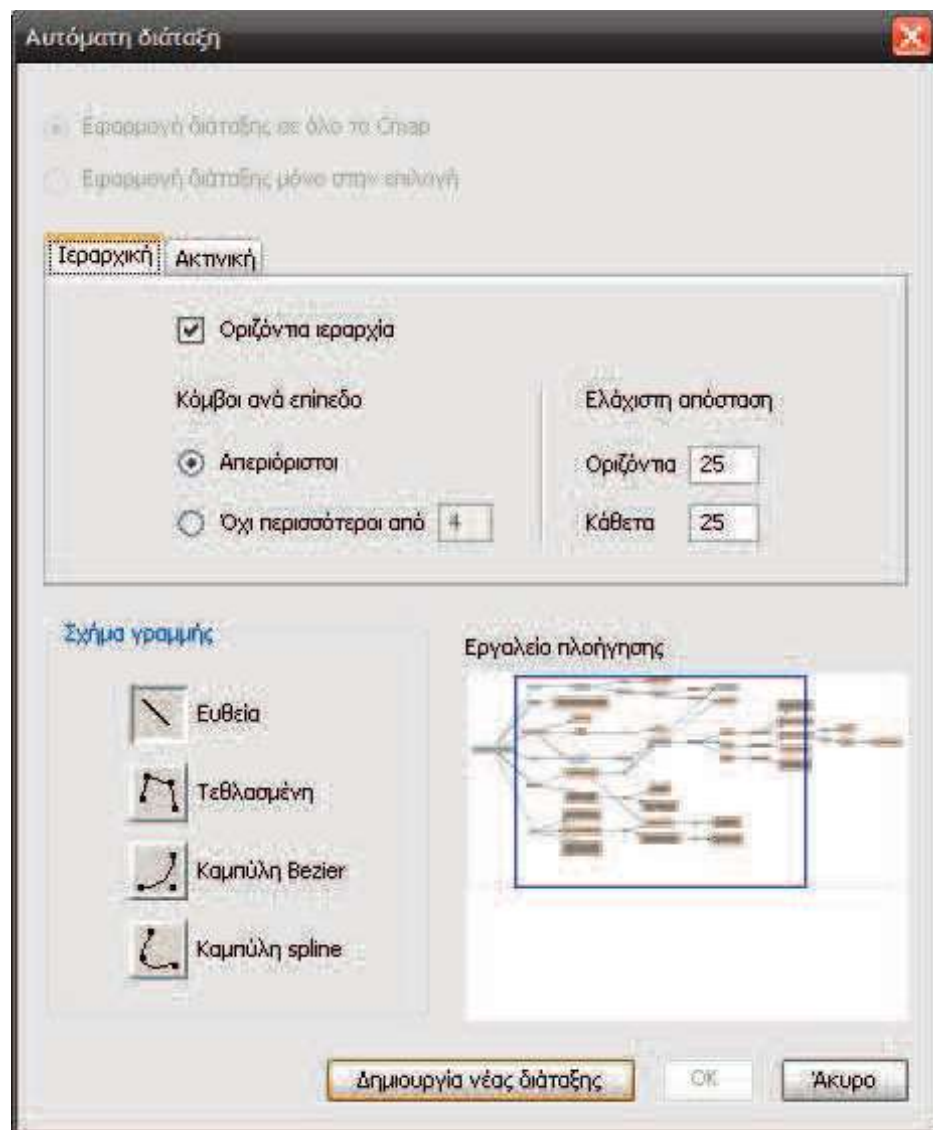 Αυτόματη διάταξη
Εφαρμογή διάταξης σε όλο το Cmap
Εφαρμογή διάταξης μόνο στην επιλογή
Ιεραρχική Ακτινική
Οριζόντια ιεραρχία
Κόμβοι ανά επίπεδο
Απεριόριστοι
Όχι περισσότεροι από 4
Ελάχιστη απόσταση
Οριζόντια 25
Κάθετα 25
Σχήμα γραμμής
Ευθεία
Τεθλασμένη
Καμπύλη Bezier
Καμπύλη spline
Εργαλείο πλοήγησης
Δημιουργία νέας διάταξης OK Άκυρο